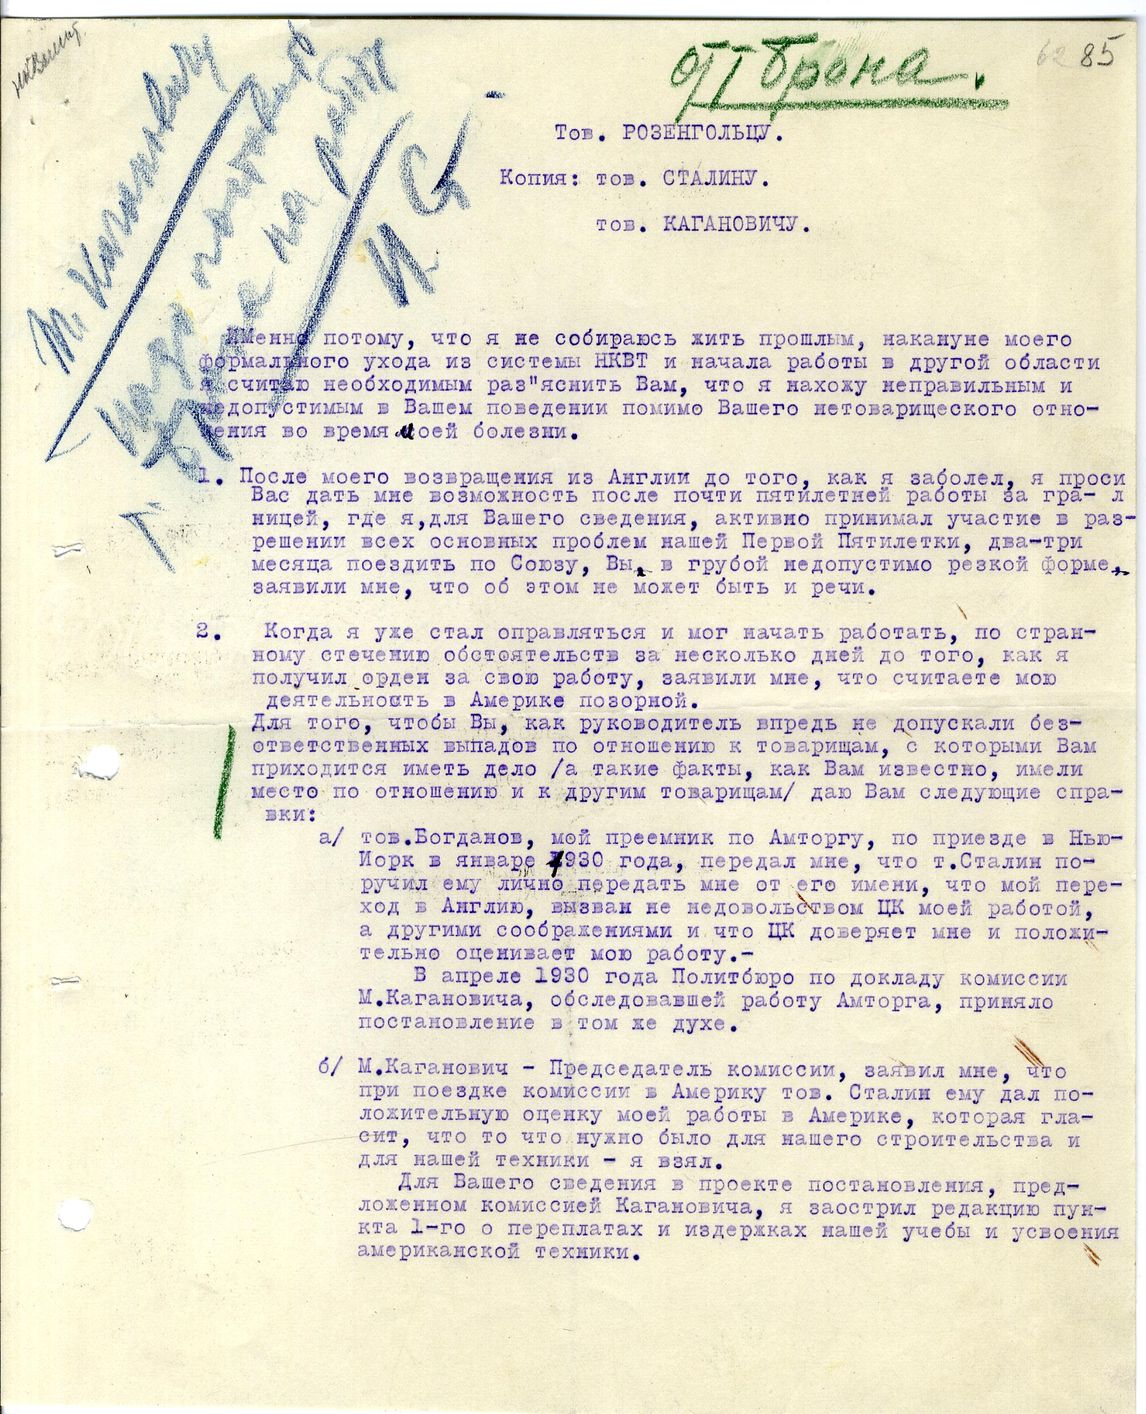 от Брона.
62 85
Т. Кагановичу
Надо поставить
т. Брона на работу
И. Ст
Тов. РОЗЕНГОЛЬЦУ.
Копия: тов. СТАЛИНУ.
тов. КАГАНОВИЧУ.
Именно потому, что я не собираюсь жить прошлым, накануне моего
формального ухода из системы НКВТ и начала работы в другой области
я считаю необходимым раз"яснить Вам, что я нахожу неправильным и
недопустимым в Вашем поведении помимо Вашего нетоварищеского отно-
шения во время моей болезни.
1. После моего возвращения из Англии до того, как я заболел, я проси
Вас дать мне возможность после почти пятилетней работы за гра- л
ницей, где я,для Вашего сведения, активно принимал участие в раз-
решении всех основных проблем нашей Первой Пятилетки, два-три
месяца поездить по Союзу, Вы, в грубой недопустимо резкой форме,
заявили мне, что об этом не может быть и речи.
2. Когда я уже стал оправляться и мог начать работать, по стран-
ному стечению обстоятельств за несколько дней до того, как я
получил орден за свою работу, заявили мне, что считаете мою
деятельность в Америке позорной.
Для того, чтобы Вы, как руководитель впредь не допускали без-
ответственных выпадов по отношению к товарищам, с которыми Вам
приходится иметь дело /а такие факты, как Вам известно, имели
место по отношению и к другим товарищам/ даю Вам следующие спра-
вки:
а/ тов.Богданов, мой преемник по Амторгу, по приезде в Нью-
Йорк в январе 1930 года, передал мне, что т.Сталин по-
ручил ему лично передать мне от его имени, что мой пере-
ход в Англию, вызван не недовольством ЦК моей работой,
а другими соображениями и что ЦК доверяет мне и положи-
тельно оценивает мою работу.-
В апреле 1930 года Политбюро по докладу комиссии
М.Кагановича, обследовавшей работу Амторга, приняло
постановление в том же духе.
б/ М.Каганович - Председатель комиссии, заявил мне, что
при поездке комиссии в Америку тов. Сталин ему дал по-
ложительную оценку моей работы в Америке, которая гла-
сит, что то что нужно было для нашего строительства и
для нашей техники - я взял.
Для Вашего сведения в проекте постановления, пред-
ложенном комиссией Кагановича, я заострил редакцию пун-
кта 1-го о переплатах и издержках нашей учебы и усвоения
американской техники.